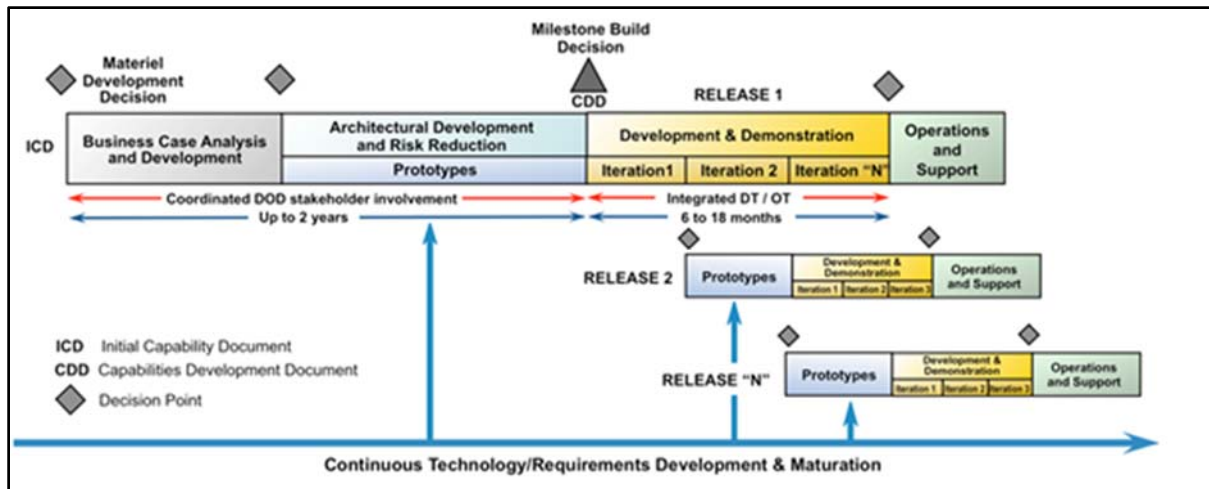 Milestone Build
Decision
Materiel
Development
Decision
CDD
RELEASE 1
ICD
Business Case Analysis
and Development
Architectural Development
and Risk Reduction
Prototypes
Development & Demonstration
Iteration1
Iteration 2
Iteration “N”
Operations
and
Support
Coordinated DOD stakeholder involvement
Integrated DT / OT
Up to 2 years
6 to 18 months
RELEASE 2
Prototypes
Development &
Demonstration
Iteration 1
Iteration 2
Iteration 3
Operations
and Support
RELEASE “N”
Prototypes
Development &
Demonstration
Iteration 1
Iteration 2
Iteration 3
Operations
and Support
ICD Initial Capability Document
CDD Capabilities Development Document
Decision Point
Continuous Technology/Requirements Development & Maturation